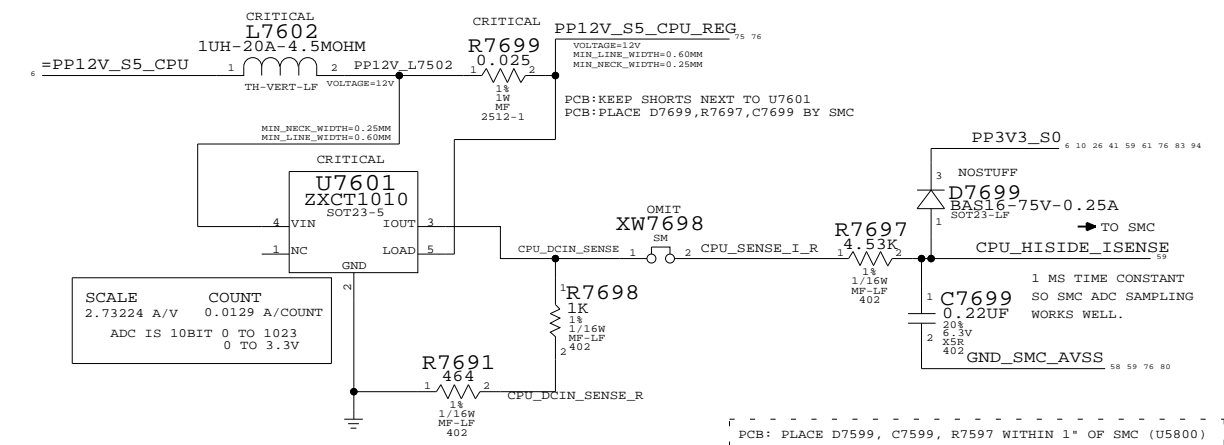 CRITICAL
L7602
1UH-20A-4.5MOHM
6 =PP12V_S5_CPU
1 2
TH-VERT-LF
PP12V_L7502
VOLTAGE=12V
CRITICAL
R7699
0.025
1 2
1%
1W
MF
2512-1
PP12V_S5_CPU_REG
75 76
VOLTAGE=12V
MIN_LINE_WIDTH=0.60MM
MIN_NECK_WIDTH=0.25MM
PCB:KEEP SHORTS NEXT TO U7601
PCB:PLACE D7699,R7697,C7699 BY SMC
MIN_NECK_WIDTH=0.25MM
MIN_LINE_WIDTH=0.60MM
CRITICAL
U7601
ZXCT1010
SOT23-5
4 VIN IOUT 3
1 NC LOAD 5
GND
2
PP3V3_S0
6 10 26 41 59 61 76 83 94
3 NOSTUFF
D7699
BAS16-75V-0.25A
SOT23-LF
1
TO SMC
CPU_HISIDE_ISENSE
59
OMIT
XW7698
SM
CPU_DCIN_SENSE 1 2 CPU_SENSE_I_R
R7697
4.53K
1 2
1%
1/16W
MF-LF
402
1 MS TIME CONSTANT
SO SMC ADC SAMPLING
WORKS WELL.
1 C7699
0.22UF
20%
6.3V
2 X5R
402
GND_SMC_AVSS
58 59 76 80
SCALE COUNT
2.73224 A/V 0.0129 A/COUNT
ADC IS 10BIT 0 TO 1023
0 TO 3.3V
1 R7698
1K
1%
1/16W
MF-LF
2 402
R7691
464
1 2
1%
1/16W
MF-LF
402
CPU_DCIN_SENSE_R
PCB: PLACE D7599, C7599, R7597 WITHIN 1" OF SMC (U5800)